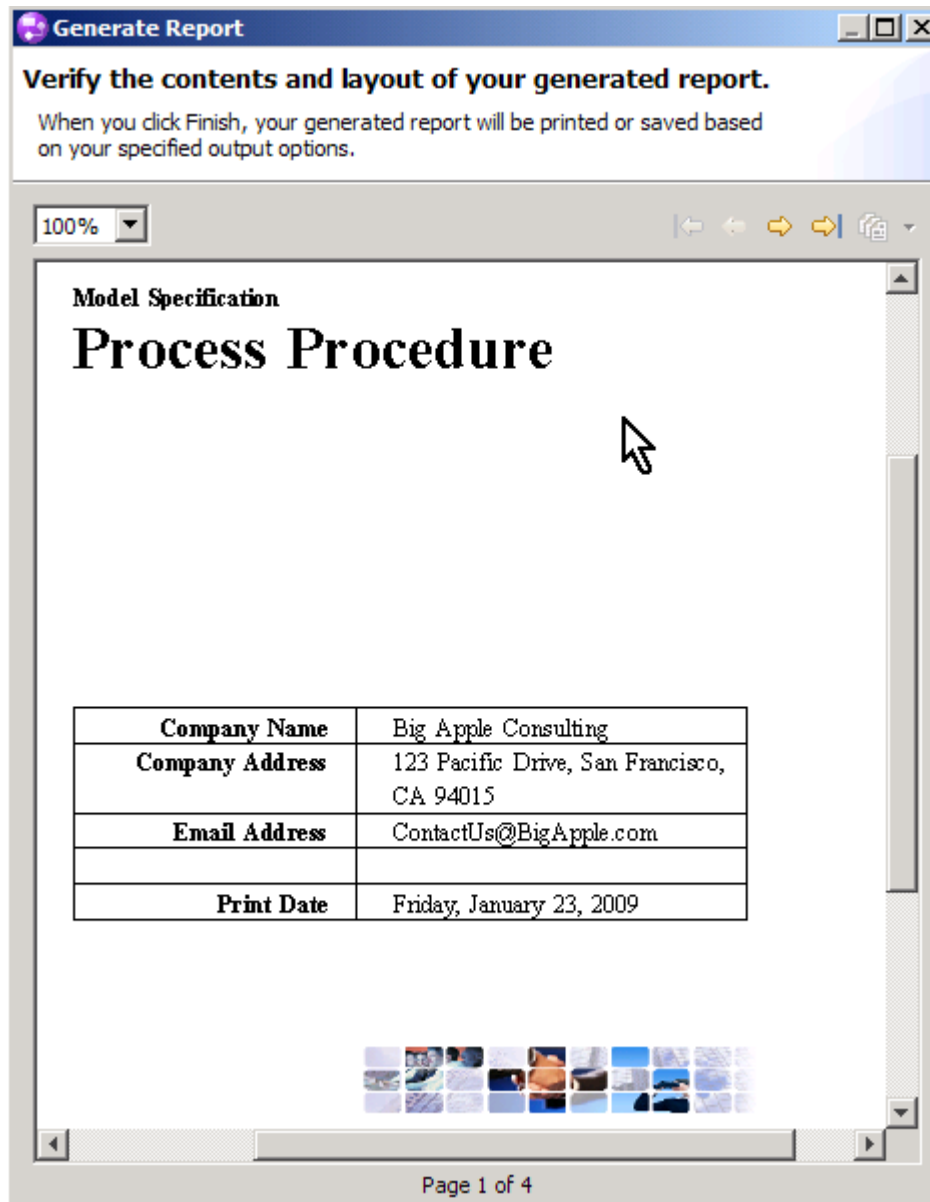 Generate Report
Verify the contents and layout of your generated report.
When you click Finish, your generated report will be printed or saved based
on your specified output options.
100%
Model Specification
Process Procedure
Company Name Big Apple Consulting
Company Address 123 Pacific Drive, San Francisco,
CA 94015
Email Address ContactUs@BigApple.com
Print Date Friday, January 23, 2009
Page 1 of 4